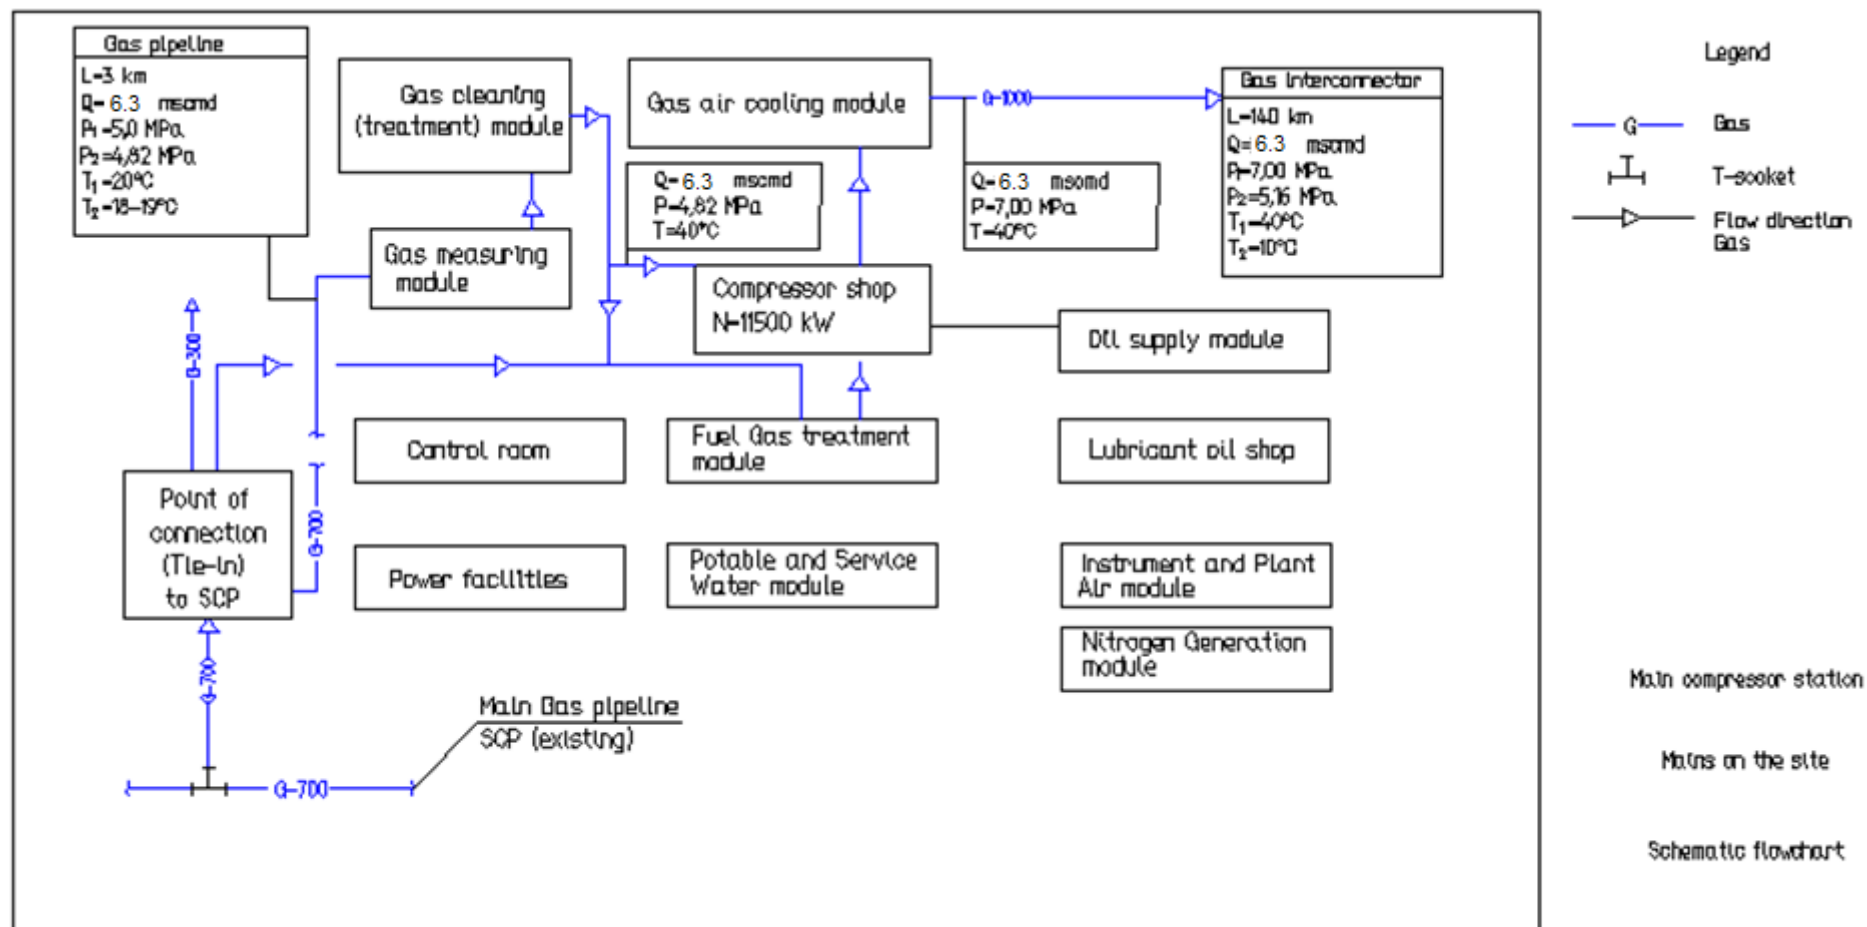 Gas pipeline
L=3 km
Q= 6.3 mscmd
P1=5,0 MPa
P2=4,82 MPa
T1=20°C
T2=18-19°C
Gas cleaning
(treatment) module
Gas measuring
module
Gas air cooling module
G-1000
Gas Interconnector
L=140 km
Q= 6.3 mscmd
P1=7,00 MPa
P2=5,16 MPa
T1=40°C
T2=10°C
Q= 6.3 mscmd
P=4,82 MPa
T=40°C
Q= 6.3 mscmd
P=7,00 MPa
T=40°C
Compressor shop
N=11500 kW
Oil supply module
G-300
Control room
Fuel Gas treatment
module
Lubricant oil shop
Point of
connection
(Tie-in)
to SCP
G-700
Power facilities
Potable and Service
Water module
Instrument and Plant
Air module
Nitrogen Generation
module
G-700
Main Gas pipeline
SCP (existing)
G-700
Legend
G
Gas
T-socket
Flow direction
Gas
Main compressor station
Mains on the site
Schematic flowchart